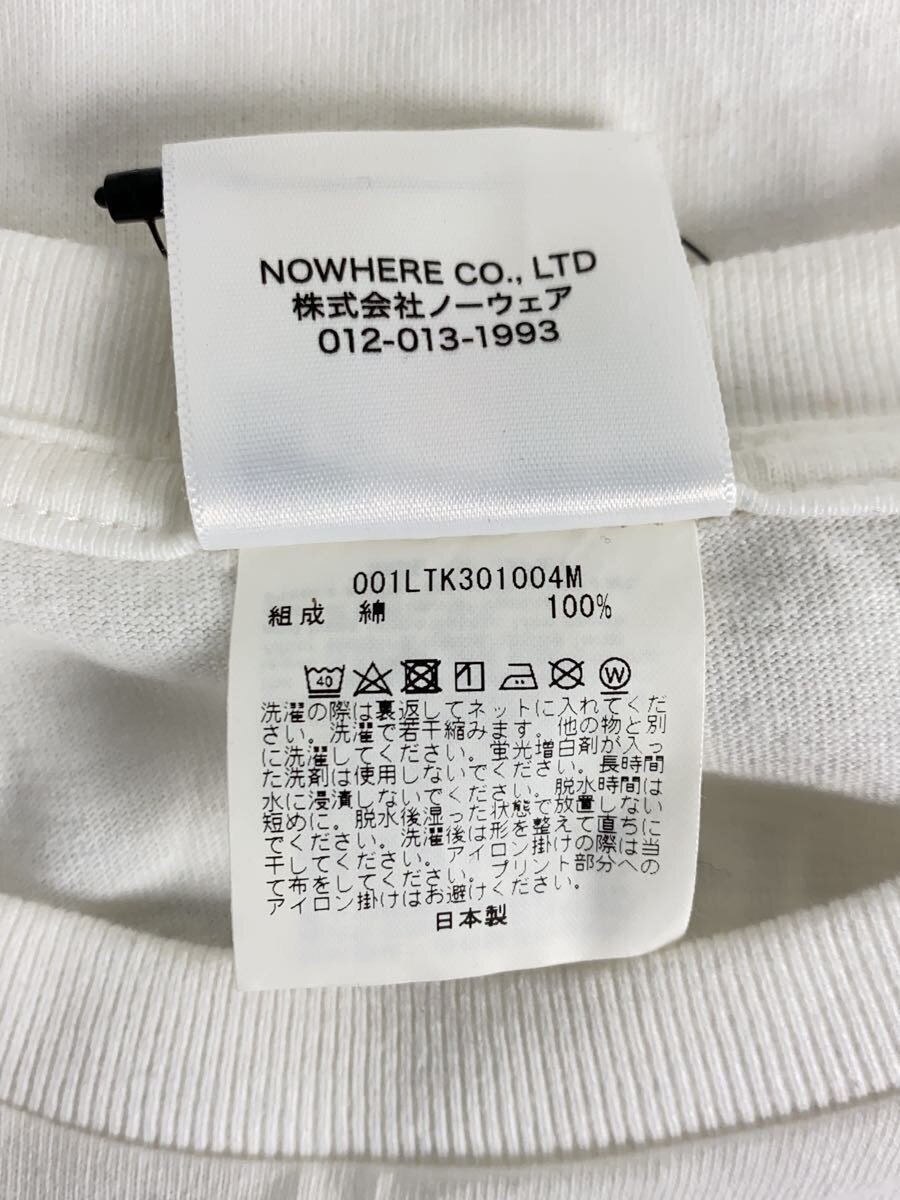 NOWHERE CO., LTD
株式会社ノーウェア
012-013-1993
001LTK301004M
組成 綿 100%
40 W
洗濯の際は裏返してネットに入れてくだ
さい。洗濯で若干縮みます。他の物と別
に洗濯してください。蛍光増白剤が入っ
た洗剤は使用しないでください。長時間
水に浸漬しないでください。脱水時間は
短めに。脱水後湿った状態で放置しない
でください。洗濯後は形を整えて直ちに
干してください。アイロン掛けの際は当
て布をしてください。プリント部分への
アイロン掛けはお避けください。
日本製